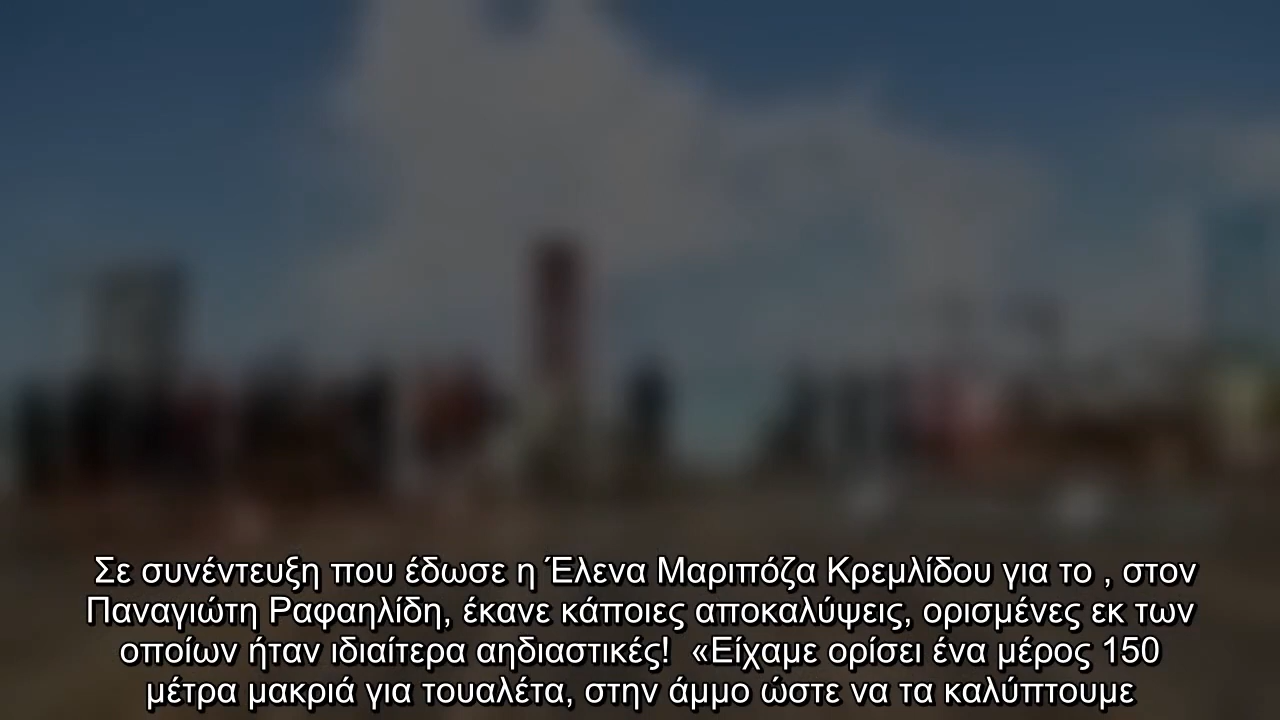 Σε συνέντευξη που έδωσε η Έλενα Μαριπόζα Κρεμλίδου για το , στον
Παναγιώτη Ραφαηλίδη, έκανε κάποιες αποκαλύψεις, ορισμένες εκ των
οποίων ήταν ιδιαίτερα αηδιαστικές!  «Είχαμε ορίσει ένα μέρος 150
μέτρα μακριά για τουαλέτα, στην άμμο ώστε να τα καλύπτουμε